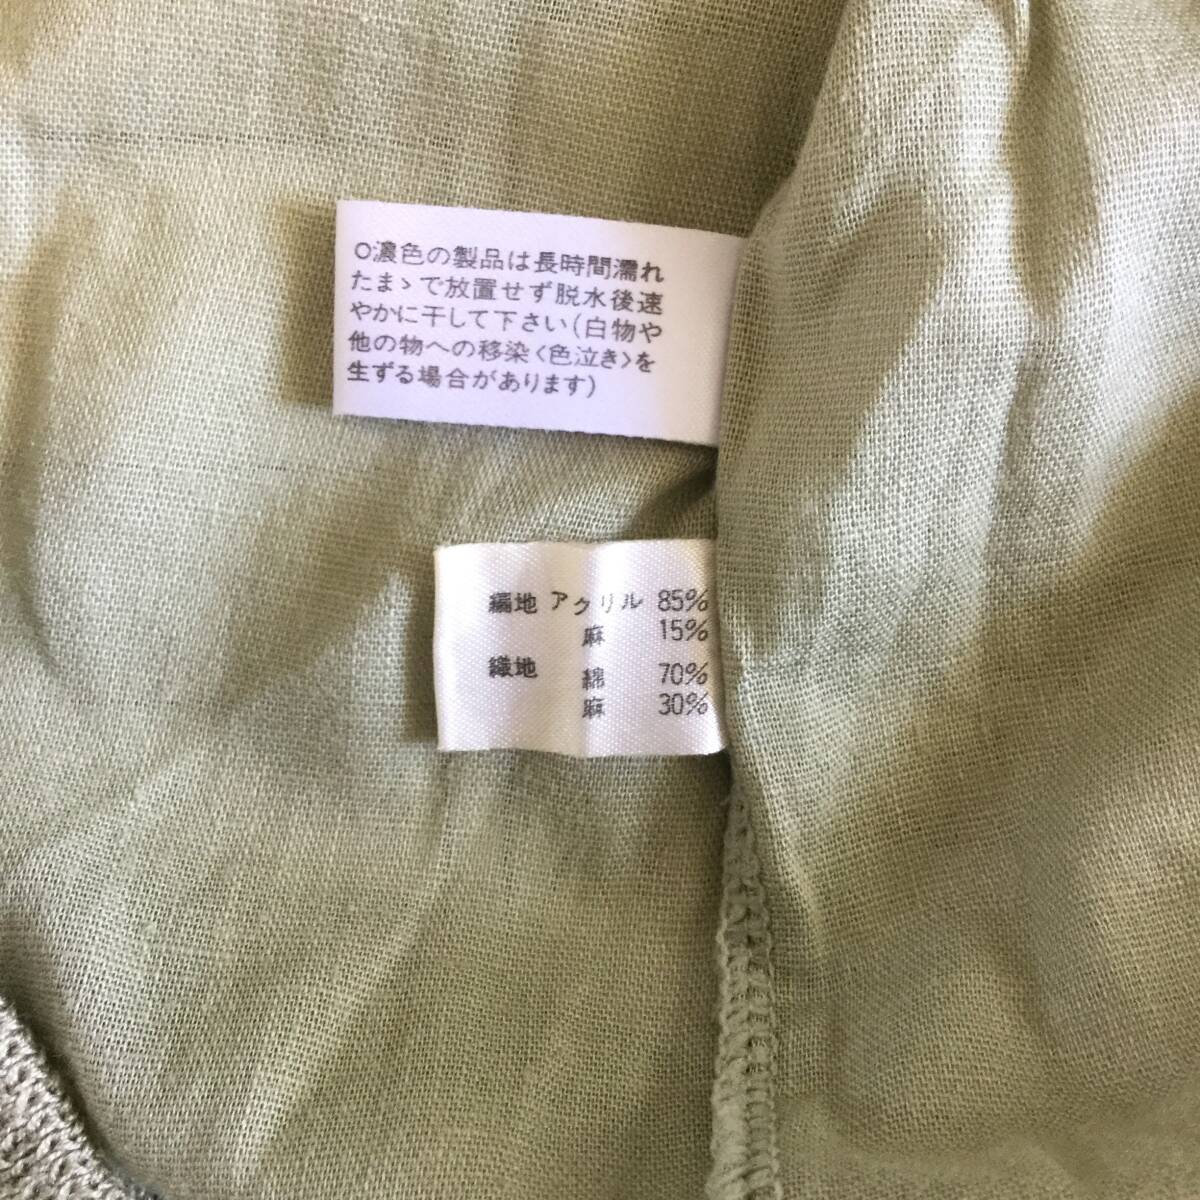 ○濃色の製品は長時間濡れ
たまゝで放置せず脱水後速
やかに干して下さい(白物や
他の物への移染<色泣き>を
生ずる場合があります)
編地 アクリル 85%
麻 15%
織地 綿 70%
麻 30%